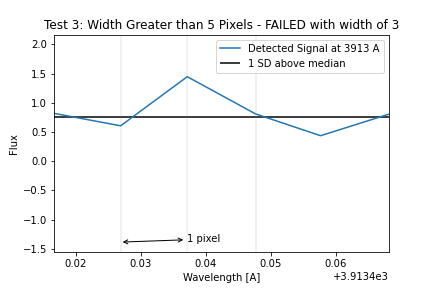 Test 3: Width Greater than 5 Pixels - FAILED with width of 3
2.0
1.5
1.0
0.5
0.0
−0.5
−1.0
−1.5
Flux
Detected Signal at 3913 A
1 SD above median
1 pixel
0.02 0.03 0.04 0.05 0.06
Wavelength [A]
+3.9134e3